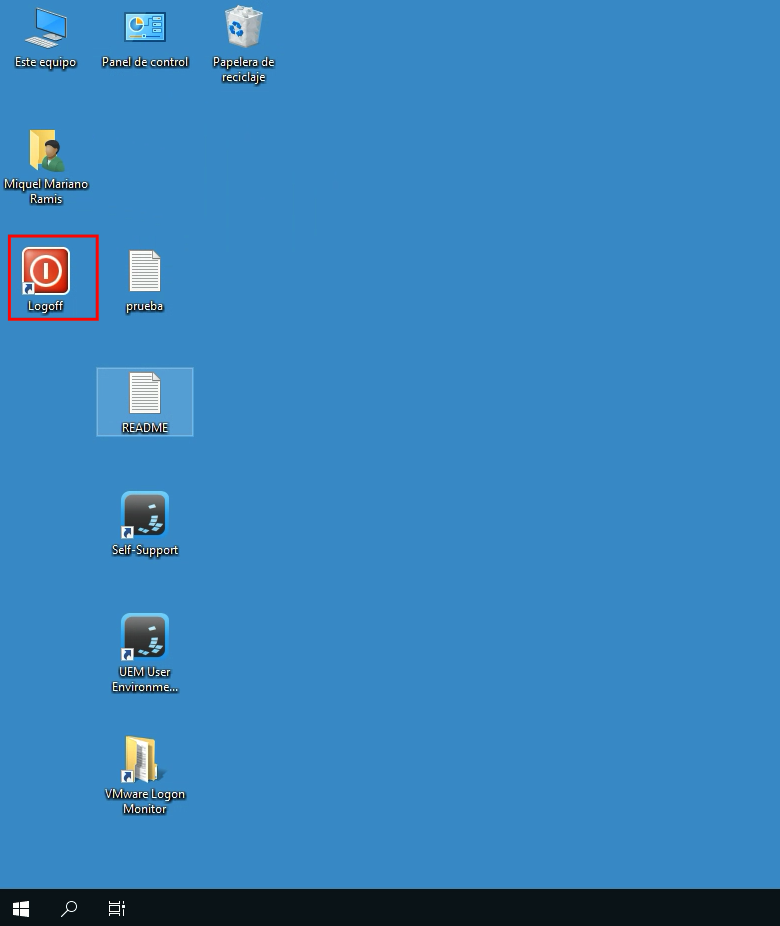 Este equipo
Panel de control
Papelera de
reciclaje
Miquel Mariano
Ramis
Logoff
prueba
README
Self-Support
UEM User
Environme...
VMware Logon
Monitor